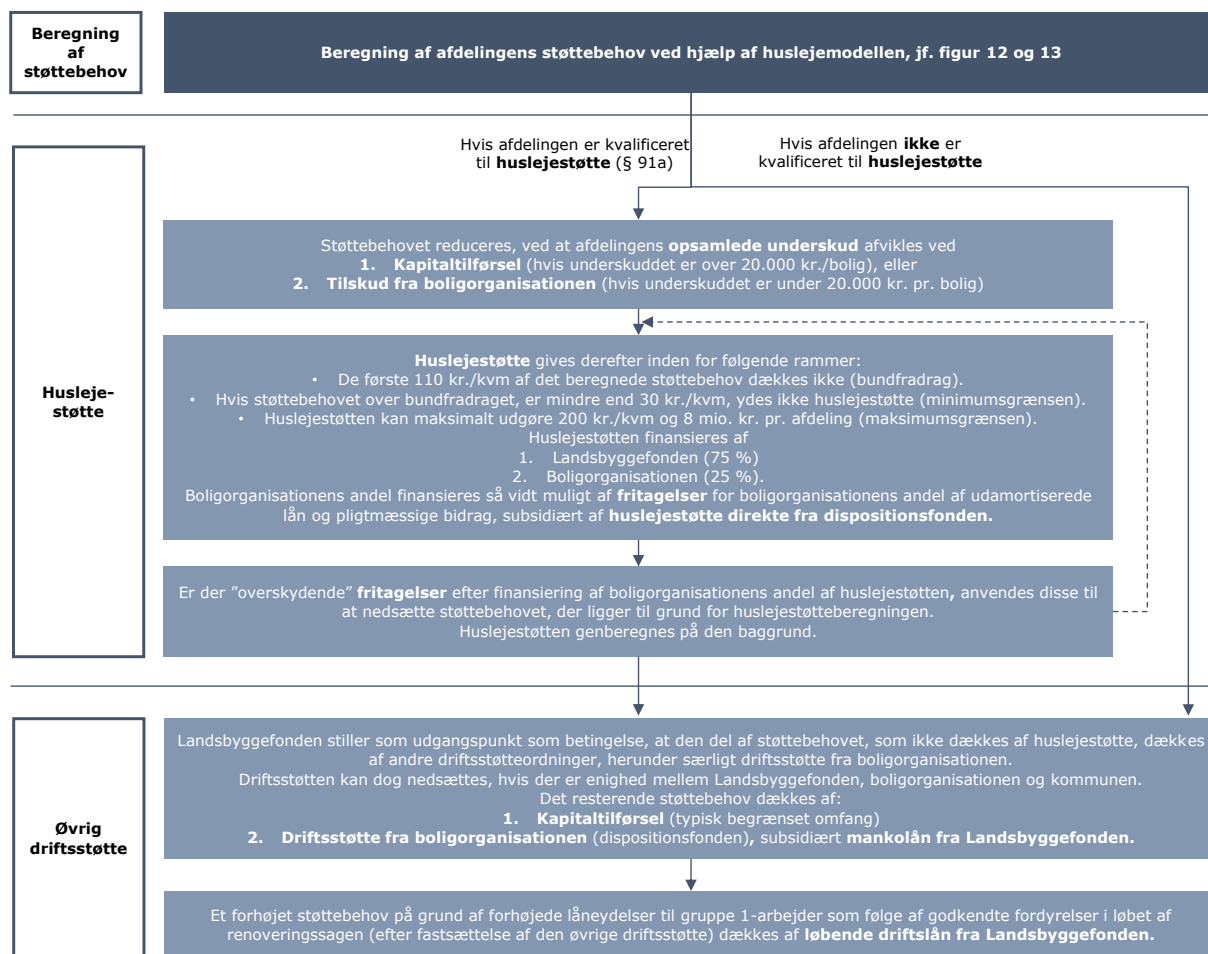 Beregning
af
støttebehov
Beregning af afdelingens støttebehov ved hjælp af huslejemodellen, jf. figur 12 og 13
Hvis afdelingen er kvalificeret
til huslejestøtte (§ 91a)
Hvis afdelingen ikke er
kvalificeret til huslejestøtte
Husleje-
støtte
Støttebehovet reduceres, ved at afdelingens opsamlede underskud afvikles ved
1. Kapitaltilførsel (hvis underskuddet er over 20.000 kr./bolig), eller
2. Tilskud fra boligorganisationen (hvis underskuddet er under 20.000 kr. pr. bolig)
Huslejestøtte gives derefter inden for følgende rammer:
• De første 110 kr./kvm af det beregnede støttebehov dækkes ikke (bundfradrag).
• Hvis støttebehovet over bundfradraget, er mindre end 30 kr./kvm, ydes ikke huslejestøtte (minimumsgrænsen).
• Huslejestøtten kan maksimalt udgøre 200 kr./kvm og 8 mio. kr. pr. afdeling (maksimumsgrænsen).
Huslejestøtten finansieres af
1. Landsbyggefonden (75 %)
2. Boligorganisationen (25 %).
Boligorganisationens andel finansieres så vidt muligt af fritagelser for boligorganisationens andel af udamortiserede
lån og pligtmæssige bidrag, subsidiært af huslejestøtte direkte fra dispositionsfonden.
Er der ”overskydende” fritagelser efter finansiering af boligorganisationens andel af huslejestøtten, anvendes disse til
at nedsætte støttebehovet, der ligger til grund for huslejestøtteberegningen.
Huslejestøtten genberegnes på den baggrund.
Øvrig
driftsstøtte
Landsbyggefonden stiller som udgangspunkt som betingelse, at den del af støttebehovet, som ikke dækkes af huslejestøtte, dækkes
af andre driftsstøtteordninger, herunder særligt driftsstøtte fra boligorganisationen.
Driftsstøtten kan dog nedsættes, hvis der er enighed mellem Landsbyggefonden, boligorganisationen og kommunen.
Det resterende støttebehov dækkes af:
1. Kapitaltilførsel (typisk begrænset omfang)
2. Driftsstøtte fra boligorganisationen (dispositionsfonden), subsidiært mankolån fra Landsbyggefonden.
Et forhøjet støttebehov på grund af forhøjede låneydelser til gruppe 1-arbejder som følge af godkendte fordyrelser i løbet af
renoveringssagen (efter fastsættelse af den øvrige driftsstøtte) dækkes af løbende driftslån fra Landsbyggefonden.